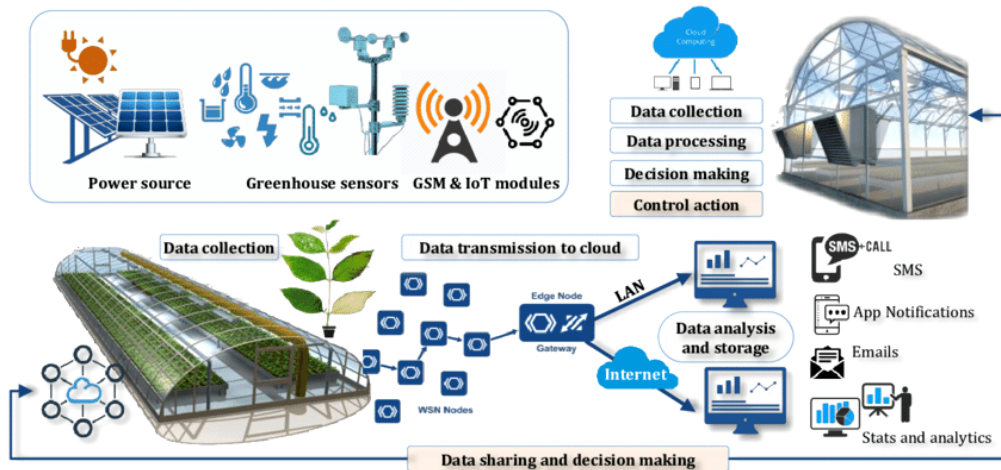 Power source
Greenhouse sensors
GSM & IoT modules
Cloud
Computing
Data collection
Data processing
Decision making
Control action
Data collection
Data transmission to cloud
Edge Node
Gateway
WSN Nodes
LAN
Internet
Data analysis
and storage
SMS+CALL
SMS
App Notifications
Emails
Stats and analytics
Data sharing and decision making